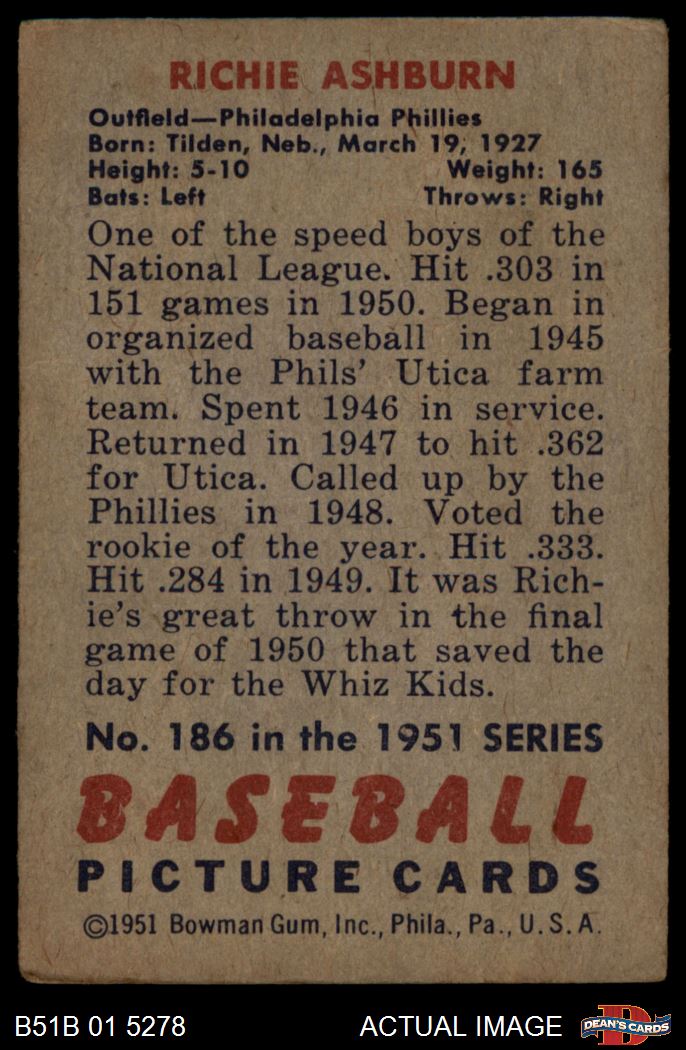 RICHIE ASHBURN
Outfield—Philadelphia Phillies
Born: Tilden, Neb., March 19, 1927
Height: 5-10 Weight: 165
Bats: Left Throws: Right
One of the speed boys of the
National League. Hit .303 in
151 games in 1950. Began in
organized baseball in 1945
with the Phils' Utica farm
team. Spent 1946 in service.
Returned in 1947 to hit .362
for Utica. Called up by the
Phillies in 1948. Voted the
rookie of the year. Hit .333.
Hit .284 in 1949. It was Rich-
ie's great throw in the final
game of 1950 that saved the
day for the Whiz Kids.
No. 186 in the 1951 SERIES
BASEBALL
PICTURE CARDS
©1951 Bowman Gum, Inc., Phila., Pa., U.S.A.
B51B 01 5278 ACTUAL IMAGE D DEAN'S CARDS